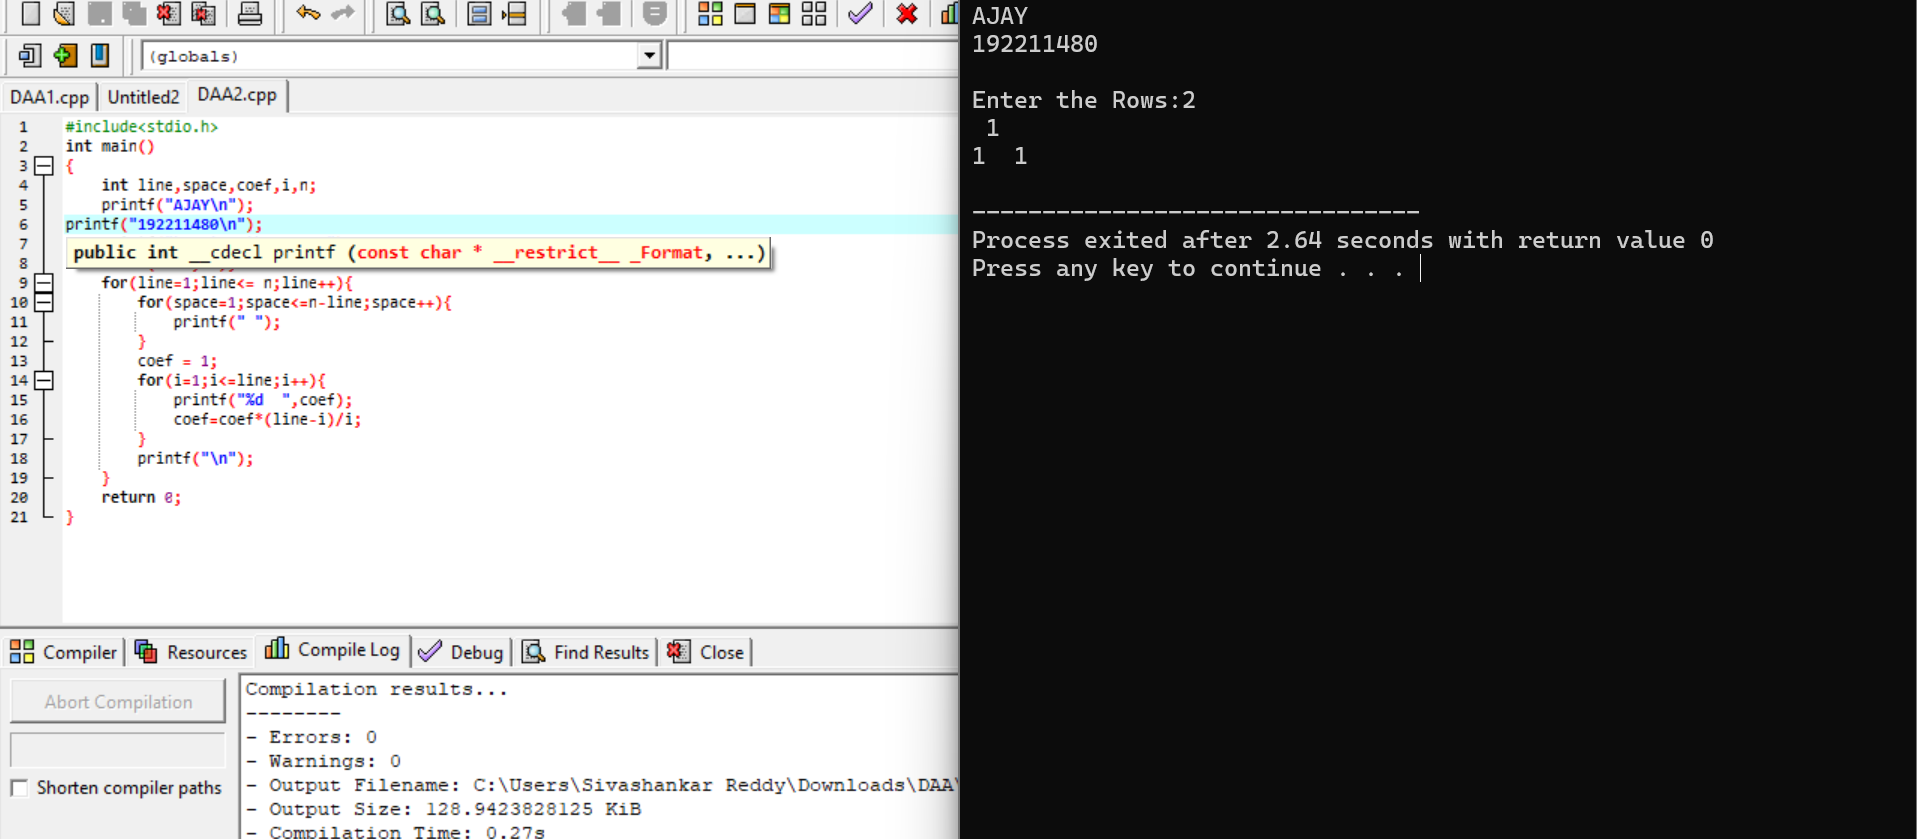 (globals)
DAA1.cpp Untitled2 DAA2.cpp
1 #include<stdio.h>
2 int main()
3 {
4 int line,space,coef,i,n;
5 printf("AJAY\n");
6 printf("192211480\n");
7
public int __cdecl printf (const char * __restrict__ _Format, ...)
8
9 for(line=1;line<= n;line++){
10 for(space=1;space<=n-line;space++){
11 printf(" ");
12 }
13 coef = 1;
14 for(i=1;i<=line;i++){
15 printf("%d  ",coef);
16 coef=coef*(line-i)/i;
17 }
18 printf("\n");
19 }
20 return 0;
21 }
Compiler Resources Compile Log Debug Find Results Close
Abort Compilation
Shorten compiler paths
Compilation results...
--------
- Errors: 0
- Warnings: 0
- Output Filename: C:\Users\Sivashankar Reddy\Downloads\DAA\
- Output Size: 128.9423828125 KiB
- Compilation Time: 0.27s
AJAY
192211480
Enter the Rows:2
 1
1  1
--------------------------------
Process exited after 2.64 seconds with return value 0
Press any key to continue . . .